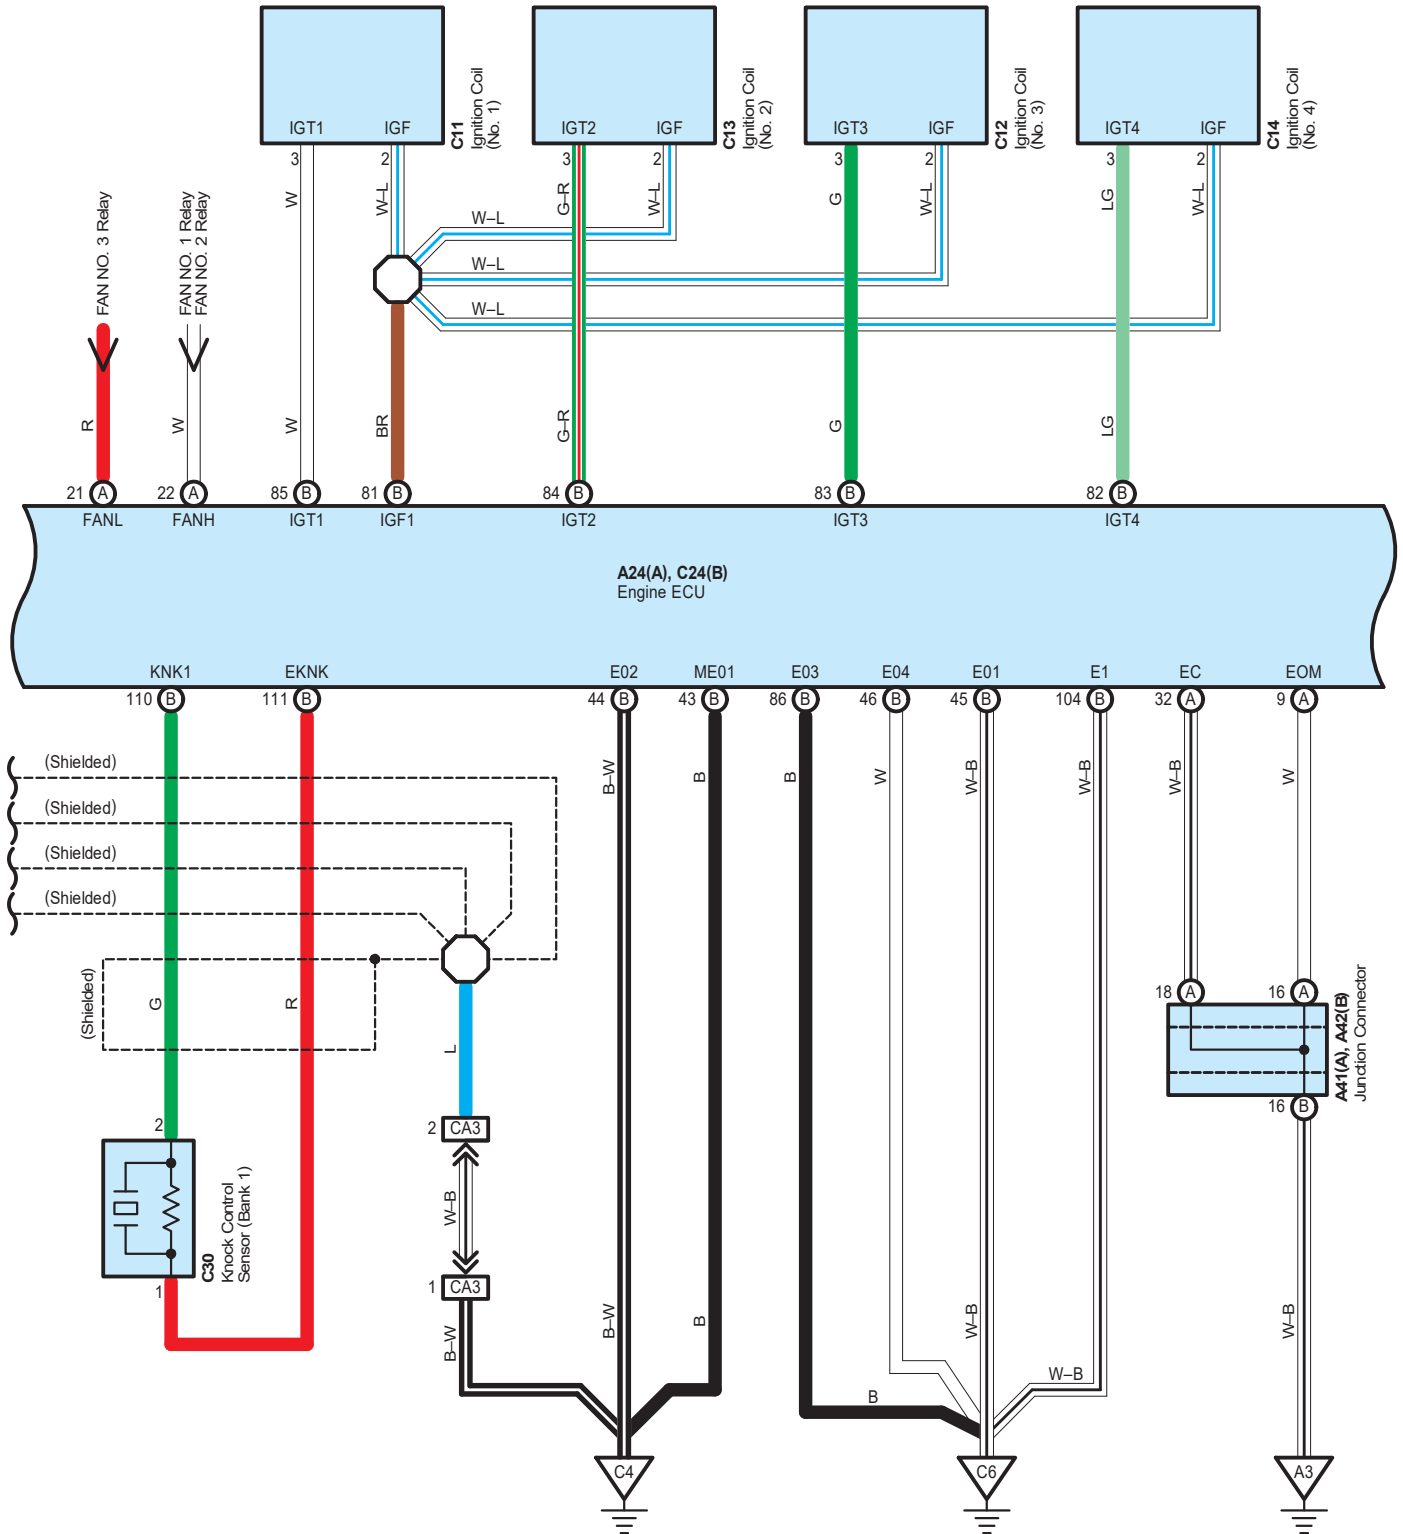 IGT1 IGF
C11
Ignition Coil
(No. 1)
IGT2 IGF
C13
Ignition Coil
(No. 2)
IGT3 IGF
C12
Ignition Coil
(No. 3)
IGT4 IGF
C14
Ignition Coil
(No. 4)
3 2 3 2 3 2 3 2
W W–L G–R W–L G W–L LG W–L
FAN NO. 3 Relay
FAN NO. 1 Relay
FAN NO. 2 Relay
W–L
W–L
W–L
R W W BR G–R G LG
21 A 22 A 85 B 81 B 84 B 83 B 82 B
FANL FANH IGT1 IGF1 IGT2 IGT3 IGT4
A24(A), C24(B)
Engine ECU
KNK1 EKNK E02 ME01 E03 E04 E01 E1 EC EOM
110 B 111 B 44 B 43 B 86 B 46 B 45 B 104 B 32 A 9 A
(Shielded)
(Shielded)
(Shielded)
(Shielded)
B–W B B W W–B W–B W–B W
(Shielded)
G R L
18 A 16 A
A41(A), A42(B)
Junction Connector
16 B
2
2 CA3
C30
Knock Control
Sensor (Bank 1)
W–B
1
1 CA3
B–W B–W B W–B W–B
W–B
B
C4 C6 A3